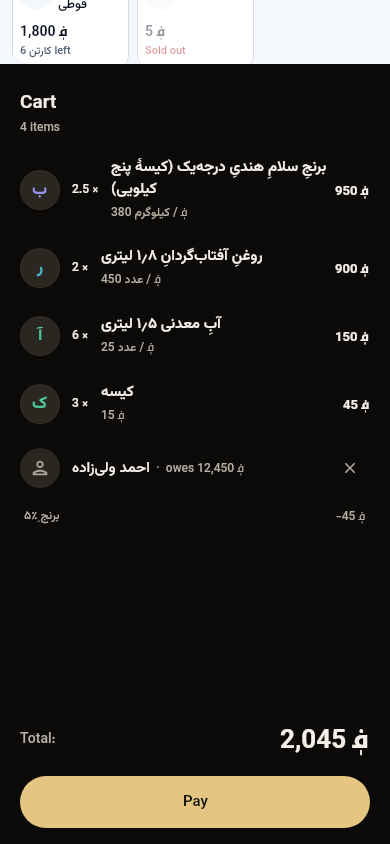 قوطی
1,800 ؋
6 کارتن left
5 ؋
Sold out
Cart
4 items
ب
2.5 ×
برنجِ سلامِ هندیِ درجه‌یک (کیسهٔ پنج کیلویی)
380 ؋ / کیلوگرم
950 ؋
ر
2 ×
روغنِ آفتاب‌گردانِ ۱٫۸ لیتری
450 ؋ / عدد
900 ؋
آ
6 ×
آبِ معدنی ۱٫۵ لیتری
25 ؋ / عدد
150 ؋
ک
3 ×
کیسه
15 ؋
45 ؋
احمد ولی‌زاده · owes 12,450 ؋
برنج ۵٪
-45 ؋
Total:
2,045 ؋
Pay